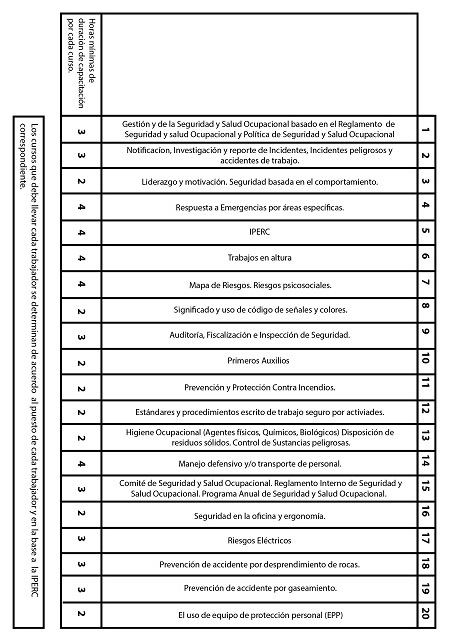 Horas mínimas de
duración de capacitación
por cada curso.
1
Gestión y de la Seguridad y Salud Ocupacional basado en el Reglamento de
Seguridad y salud Ocupacional y Política de Seguridad y Salud Ocupacional
3
2
Notificacíon, Investigación y reporte de Incidentes, Incidentes peligrosos y
accidentes de trabajo.
3
3
Liderazgo y motivación. Seguridad basada en el comportamiento.
2
4
Respuesta a Emergencias por áreas específicas.
4
5
IPERC
4
6
Trabajos en altura
4
7
Mapa de Riesgos. Riesgos psicosociales.
4
8
Significado y uso de código de señales y colores.
2
9
Auditoría, Fiscalización e Inspección de Seguridad.
3
10
Primeros Auxilios
2
11
Prevención y Protección Contra Incendios.
2
12
Estándares y procedimientos escrito de trabajo seguro por activiades.
2
13
Higiene Ocupacional (Agentes físicos, Químicos, Biológicos) Disposición de
residuos sólidos. Control de Sustancias peligrosas.
2
14
Manejo defensivo y/o transporte de personal.
4
15
Comité de Seguridad y Salud Ocupacional. Reglamento Interno de Seguridad y
Salud Ocupacional. Programa Anual de Seguridad y Salud Ocupacional.
3
16
Seguridad en la oficina y ergonomía.
2
17
Riesgos Eléctricos
3
18
Prevención de accidente por desprendimiento de rocas.
3
19
Prevención de accidente por gaseamiento.
3
20
El uso de equipo de protección personal (EPP)
2
Los cursos que debe llevar cada trabajador se determinan de acuerdo al puesto de cada trabajador y en la base a la IPERC
correspondiente.